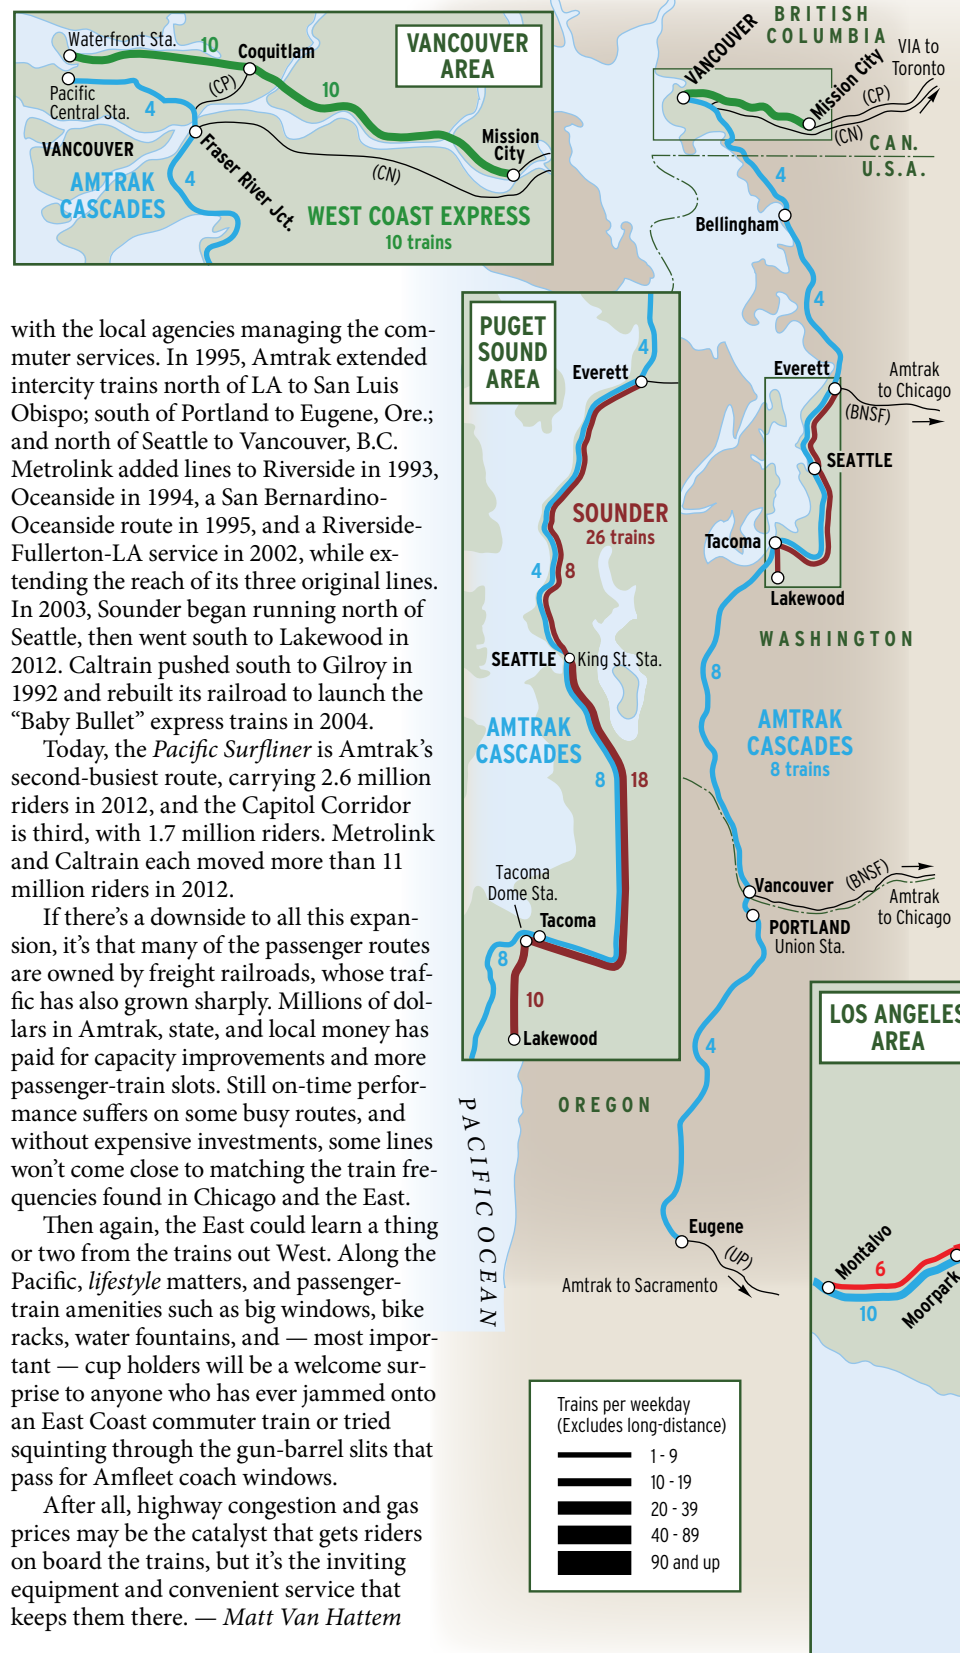 Waterfront Sta.
10
Coquitlam
VANCOUVER
AREA
(CP)
Pacific
Central Sta.
4
10
VANCOUVER
Mission
City
Fraser River Jct.
4
(CN)
AMTRAK
CASCADES
WEST COAST EXPRESS
10 trains
BRITISH
COLUMBIA
VANCOUVER
Mission City
VIA to
Toronto
(CP)
(CN)
CAN.
U.S.A.
4
Bellingham
4
Everett
Amtrak
to Chicago
(BNSF)
SEATTLE
Tacoma
Lakewood
WASHINGTON
8
AMTRAK
CASCADES
8 trains
Vancouver
(BNSF)
Amtrak
to Chicago
PORTLAND
Union Sta.
4
OREGON
PACIFIC OCEAN
Eugene
(UP)
Amtrak to Sacramento
PUGET
SOUND
AREA
4
Everett
SOUNDER
26 trains
4
8
SEATTLE
King St. Sta.
AMTRAK
CASCADES
8
18
Tacoma
Dome Sta.
Tacoma
8
10
Lakewood
LOS ANGELES
AREA
Montalvo
6
10
Moorpark
Trains per weekday
(Excludes long-distance)
1 - 9
10 - 19
20 - 39
40 - 89
90 and up
with the local agencies managing the com-
muter services. In 1995, Amtrak extended
intercity trains north of LA to San Luis
Obispo; south of Portland to Eugene, Ore.;
and north of Seattle to Vancouver, B.C.
Metrolink added lines to Riverside in 1993,
Oceanside in 1994, a San Bernardino-
Oceanside route in 1995, and a Riverside-
Fullerton-LA service in 2002, while ex-
tending the reach of its three original lines.
In 2003, Sounder began running north of
Seattle, then went south to Lakewood in
2012. Caltrain pushed south to Gilroy in
1992 and rebuilt its railroad to launch the
“Baby Bullet” express trains in 2004.
Today, the Pacific Surfliner is Amtrak’s
second-busiest route, carrying 2.6 million
riders in 2012, and the Capitol Corridor
is third, with 1.7 million riders. Metrolink
and Caltrain each moved more than 11
million riders in 2012.
If there’s a downside to all this expan-
sion, it’s that many of the passenger routes
are owned by freight railroads, whose traf-
fic has also grown sharply. Millions of dol-
lars in Amtrak, state, and local money has
paid for capacity improvements and more
passenger-train slots. Still on-time perfor-
mance suffers on some busy routes, and
without expensive investments, some lines
won’t come close to matching the train fre-
quencies found in Chicago and the East.
Then again, the East could learn a thing
or two from the trains out West. Along the
Pacific, lifestyle matters, and passenger-
train amenities such as big windows, bike
racks, water fountains, and — most impor-
tant — cup holders will be a welcome sur-
prise to anyone who has ever jammed onto
an East Coast commuter train or tried
squinting through the gun-barrel slits that
pass for Amfleet coach windows.
After all, highway congestion and gas
prices may be the catalyst that gets riders
on board the trains, but it’s the inviting
equipment and convenient service that
keeps them there. — Matt Van Hattem